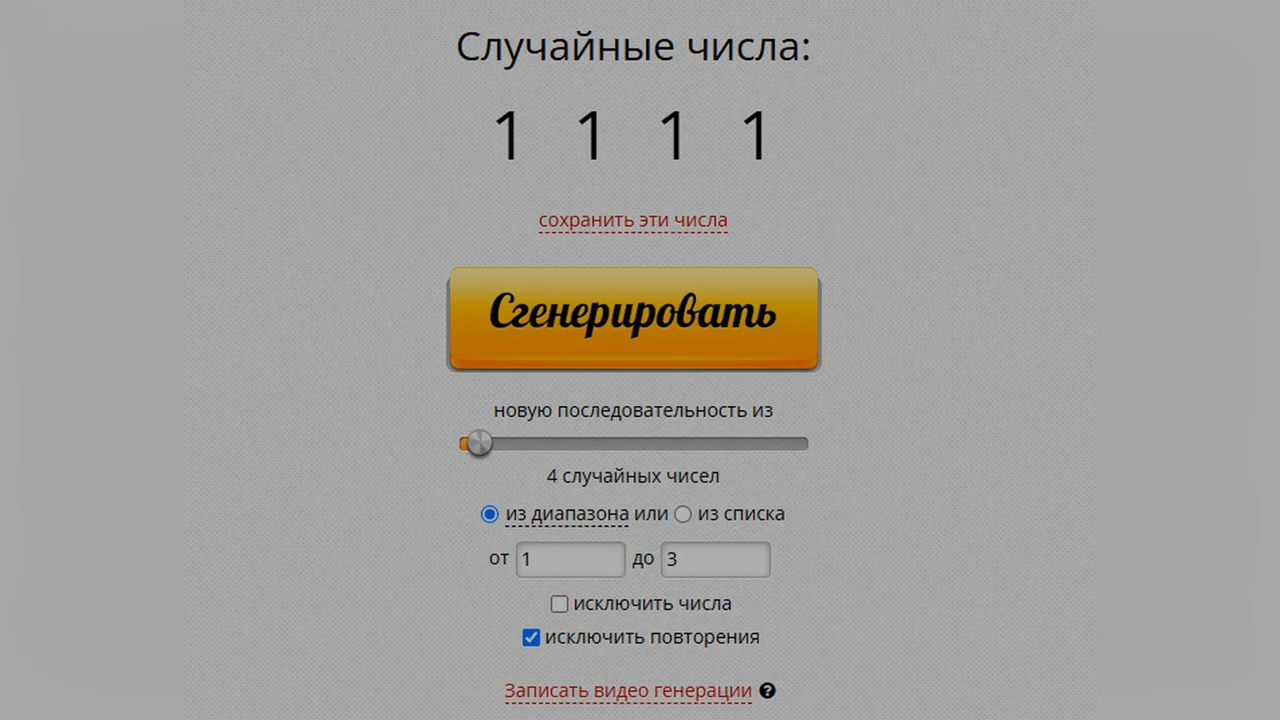 Случайные числа:
1 1 1 1
сохранить эти числа
Сгенерировать
новую последовательность из
4 случайных чисел
из диапазона или из списка
от 1 до 3
исключить числа
исключить повторения
Записать видео генерации ?